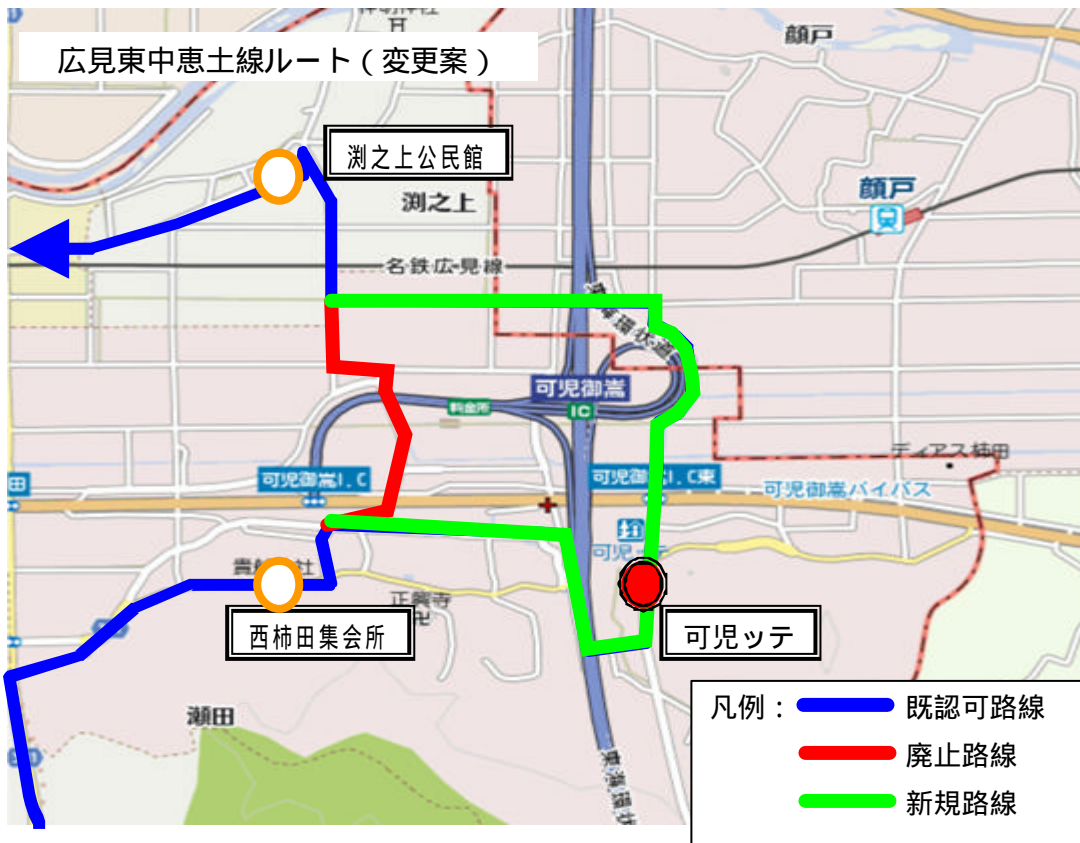 顔戸
広見東中恵土線ルート（変更案）
渕之上公民館
顔戸
渕之上
名鉄広見線
可児御嵩
IC
料金所
ディアス柿田
可児御嵩I.C
可児御嵩I.C東
可児御嵩バイパス
田
可児ッテ
正興寺
西柿田集会所
可児ッテ
瀬田
凡例：
既認可路線
廃止路線
新規路線